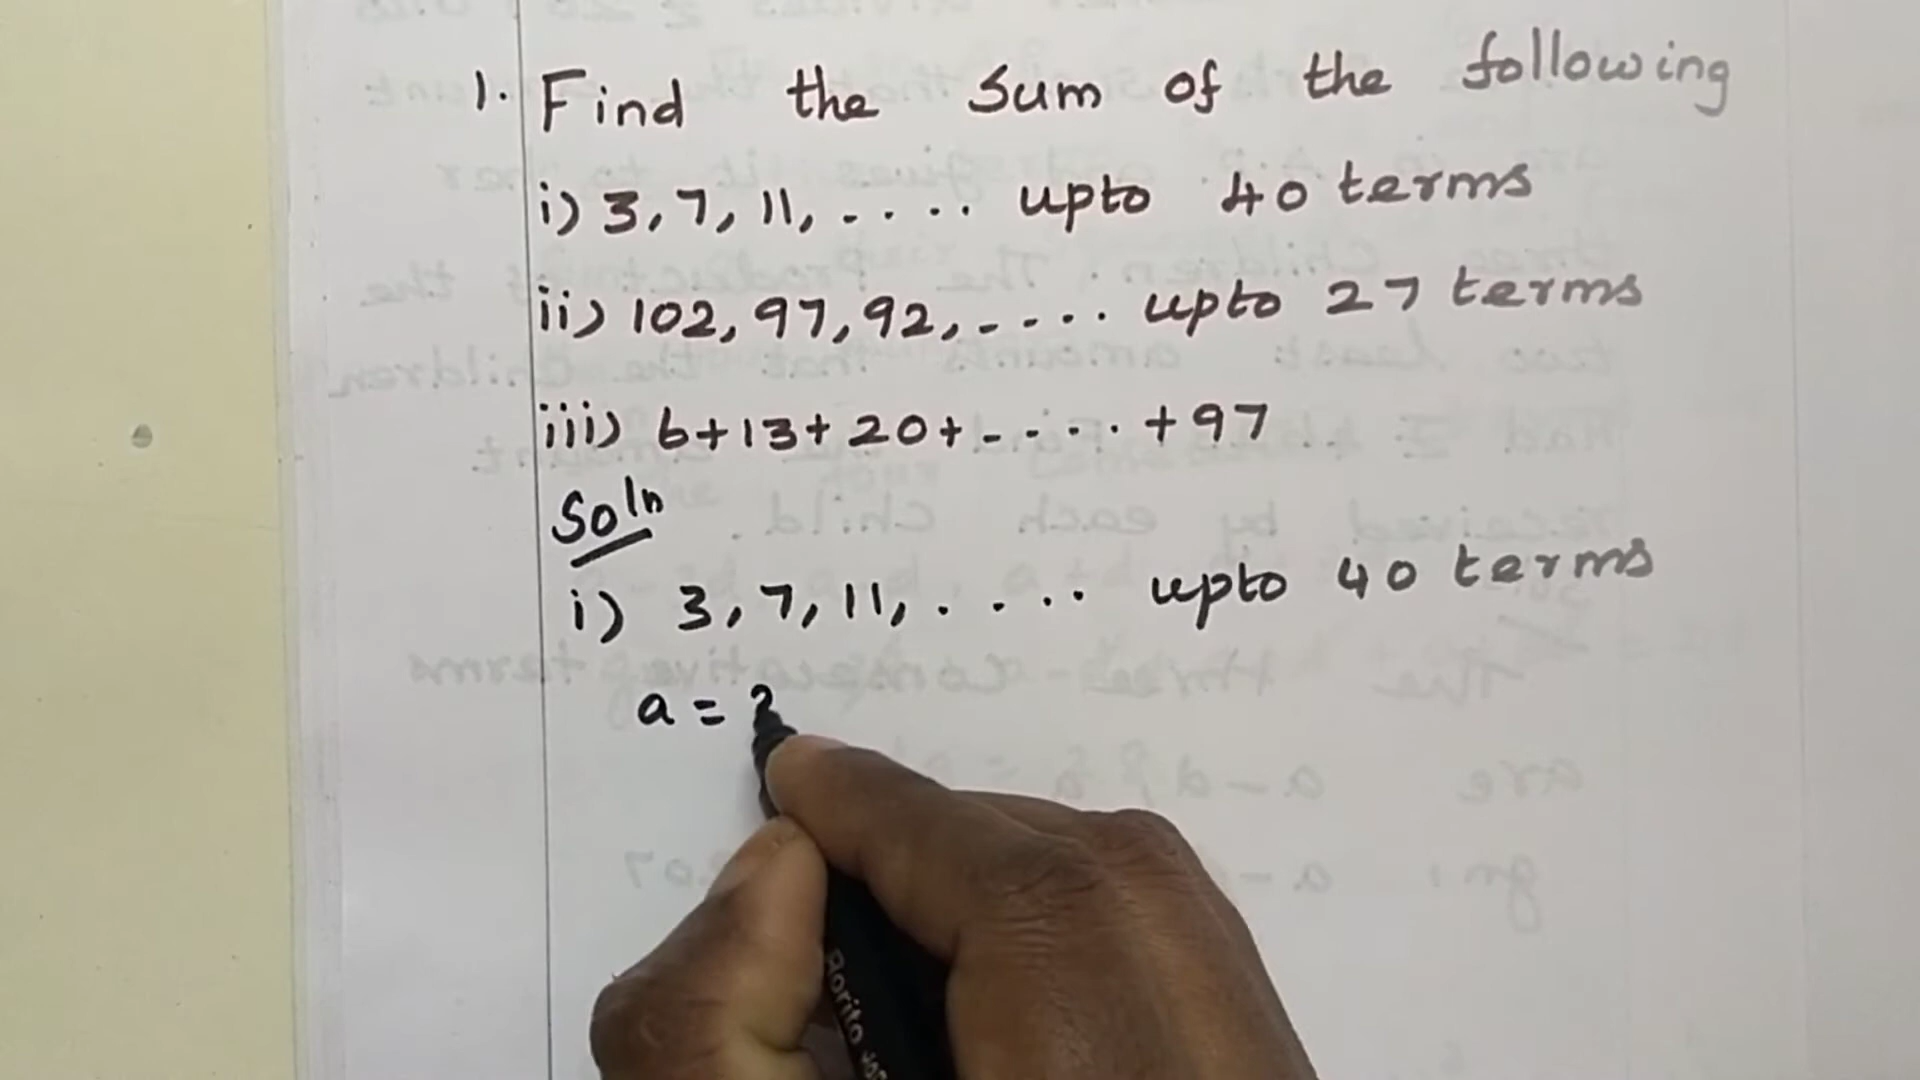 1. Find the Sum of the following
i) 3, 7, 11, . . . . upto 40 terms
ii) 102, 97, 92, . . . . upto 27 terms
iii) 6+13+20+ . . . . +97
Soln
i) 3, 7, 11, . . . . upto 40 terms
a = 3